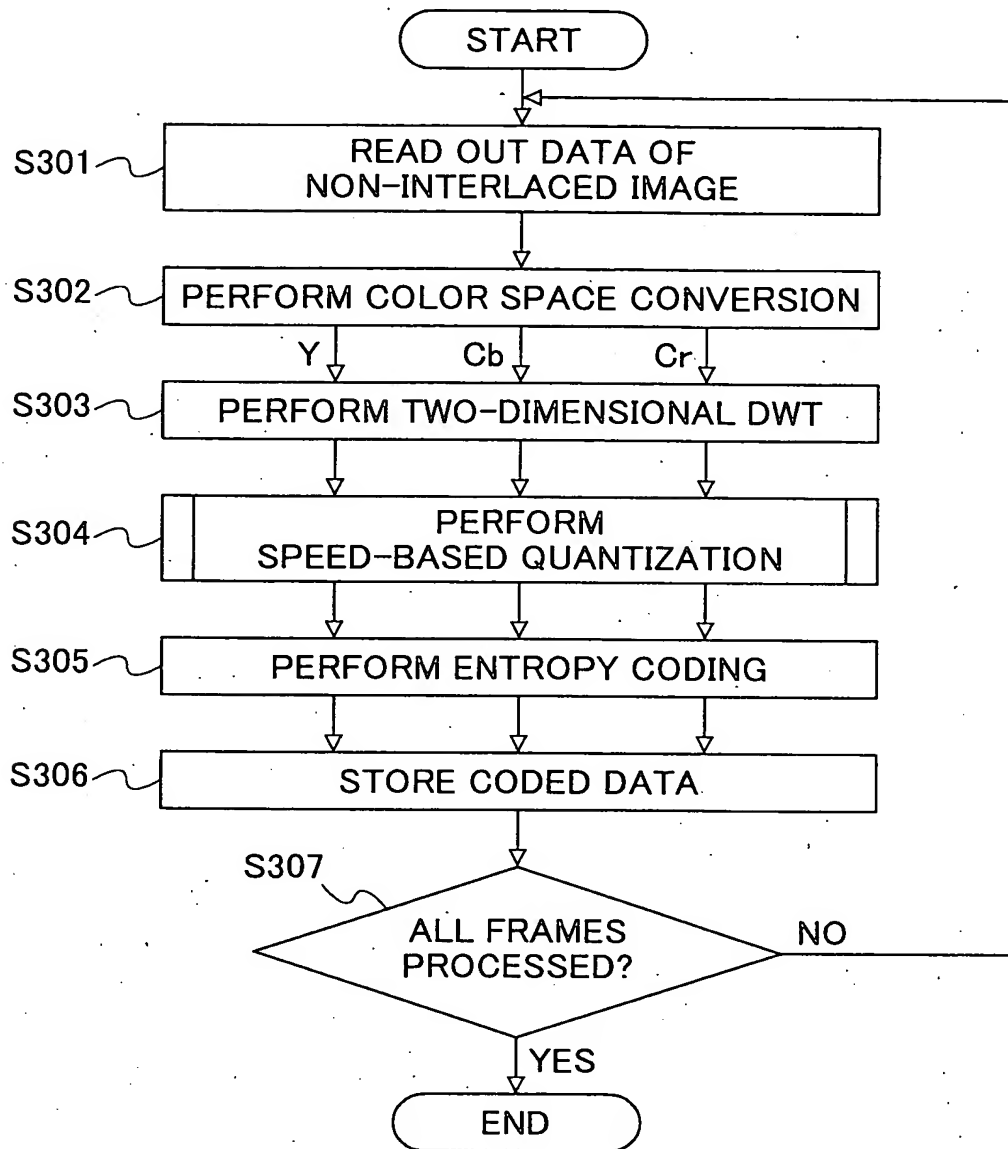 START
S301
READ OUT DATA OF
NON-INTERLACED IMAGE
S302
PERFORM COLOR SPACE CONVERSION
Y Cb Cr
S303
PERFORM TWO-DIMENSIONAL DWT
S304
PERFORM
SPEED-BASED QUANTIZATION
S305
PERFORM ENTROPY CODING
S306
STORE CODED DATA
S307
ALL FRAMES
PROCESSED?
NO
YES
END